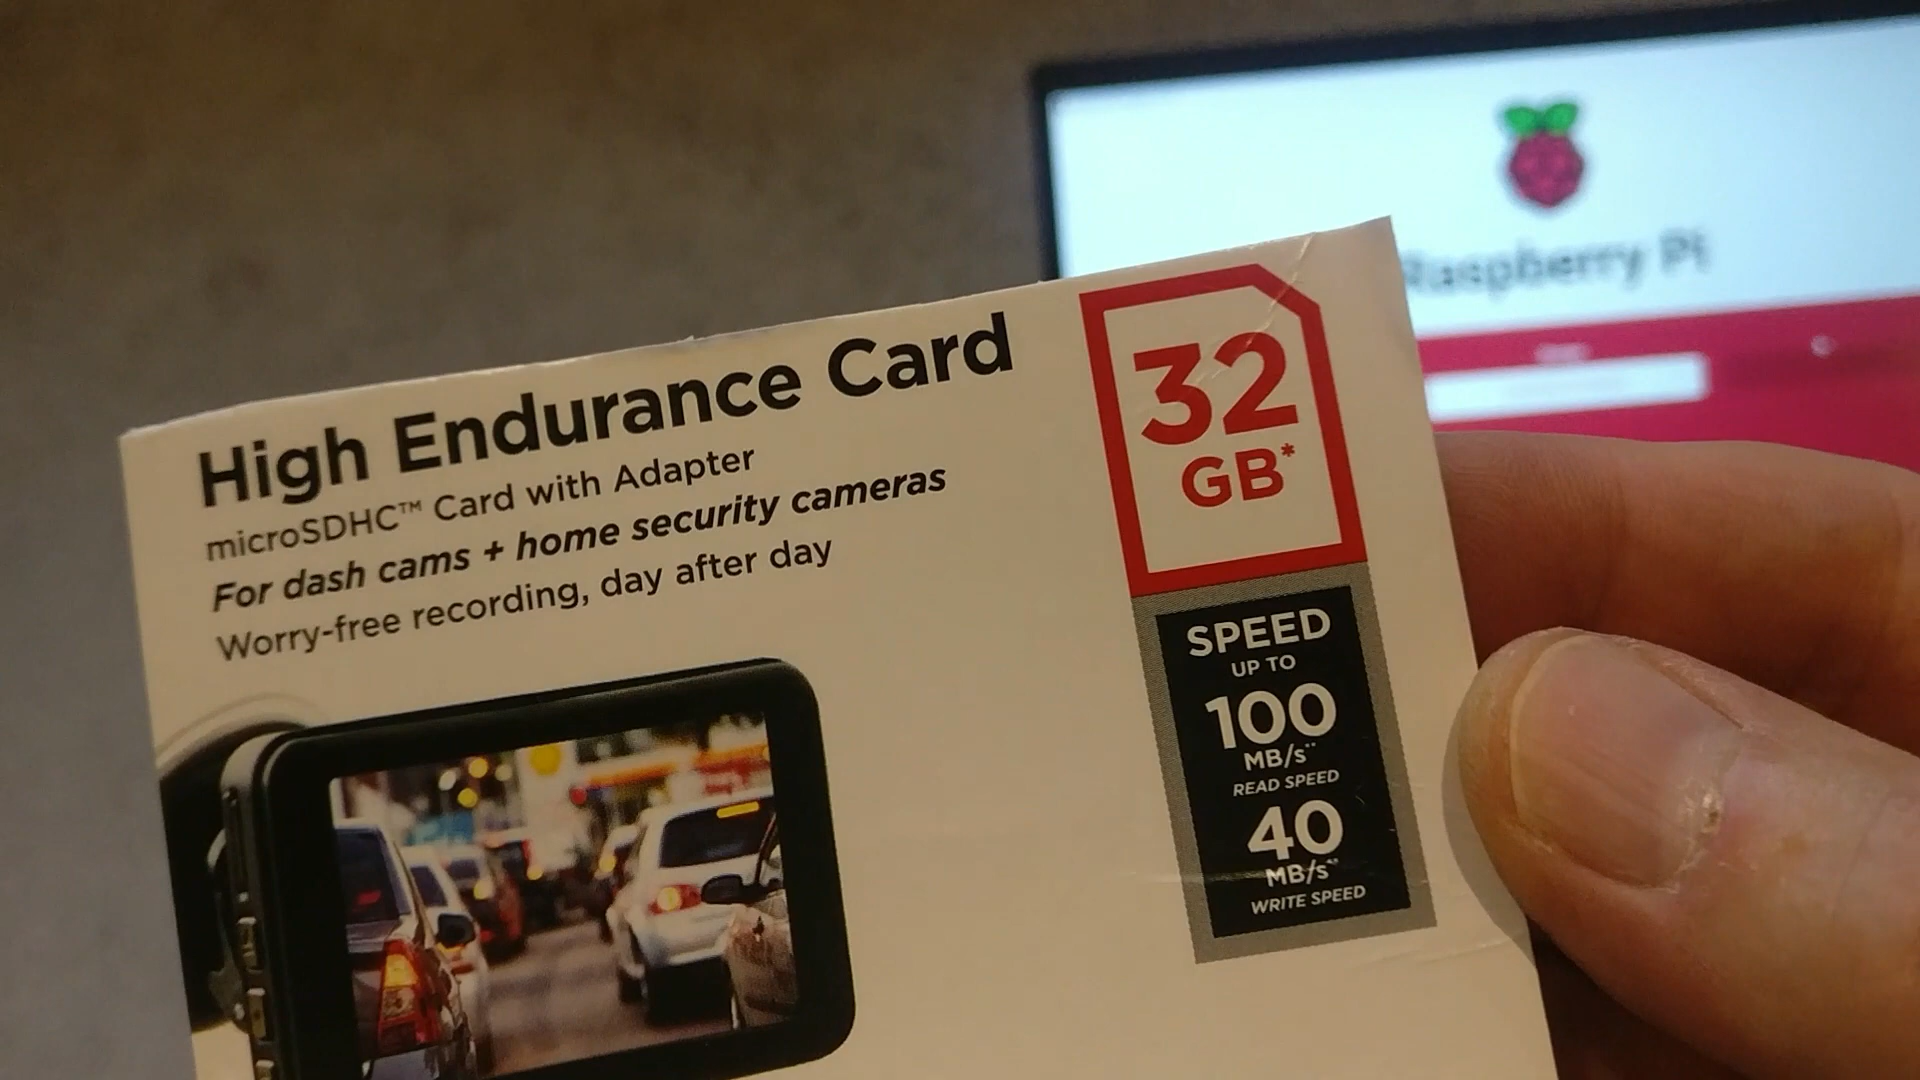 Raspberry Pi
High Endurance Card
microSDHC™ Card with Adapter
For dash cams + home security cameras
Worry-free recording, day after day
32
GB*
SPEED
UP TO
100
MB/s**
READ SPEED
40
MB/s**
WRITE SPEED